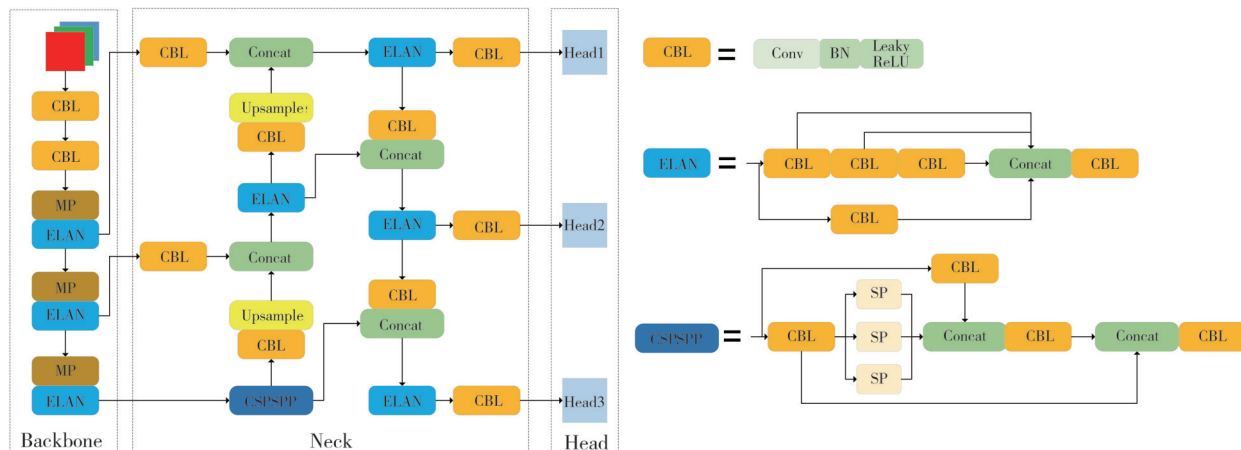 CBL
Concat
ELAN
CBL
Head1
CBL
Upsample
CBL
CBL
CBL
Concat
MP
ELAN
ELAN
ELAN
CBL
Head2
CBL
Concat
MP
ELAN
CBL
Upsample
Concat
CBL
MP
ELAN
CSPSPP
ELAN
CBL
Head3
Backbone
Neck
Head
CBL
=
Conv
BN
Leaky
ReLU
ELAN
=
CBL
CBL
CBL
Concat
CBL
CBL
CBL
SP
CSPSPP
=
CBL
SP
Concat
CBL
Concat
CBL
SP